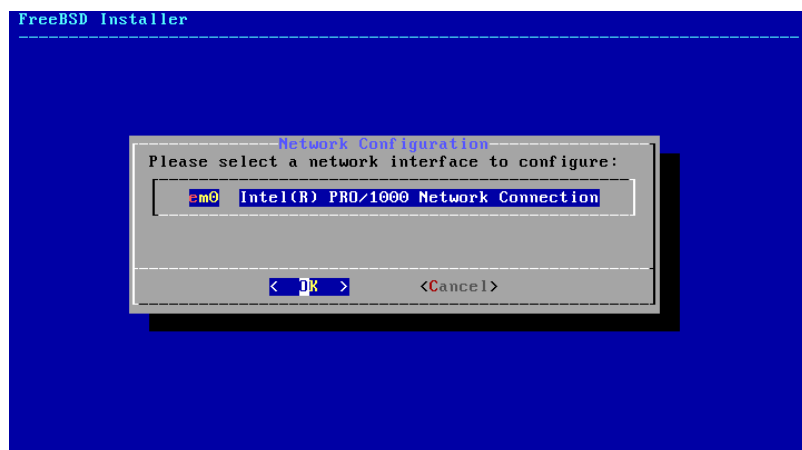 FreeBSD Installer
Network Configuration
Please select a network interface to configure:
em0 Intel(R) PRO/1000 Network Connection
< OK > <Cancel>